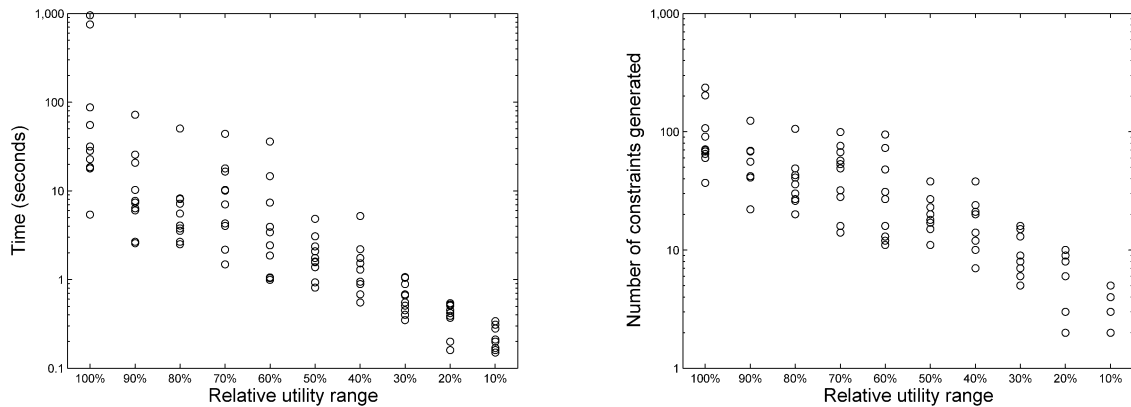 1,000
100
10
1
0.1
Time (seconds)
100% 90% 80% 70% 60% 50% 40% 30% 20% 10%
Relative utility range
1,000
100
10
1
Number of constraints generated
100% 90% 80% 70% 60% 50% 40% 30% 20% 10%
Relative utility range